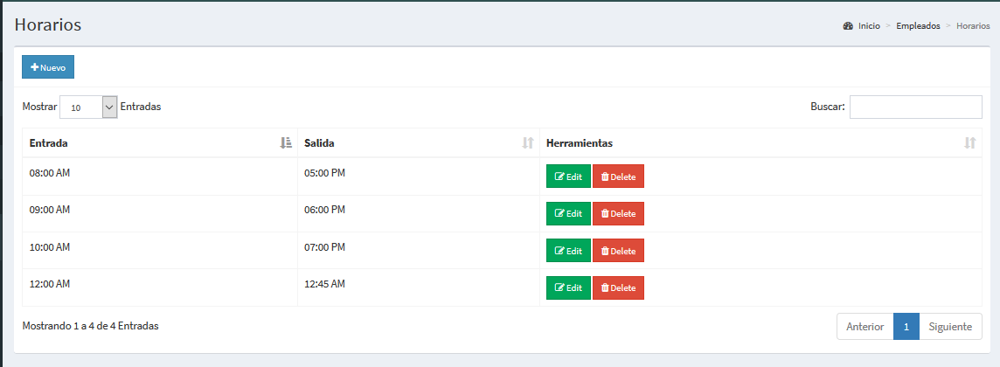 Horarios
Inicio > Empleados > Horarios
Nuevo
Mostrar 10 Entradas Buscar:
Entrada Salida Herramientas
08:00 AM 05:00 PM Edit Delete
09:00 AM 06:00 PM Edit Delete
10:00 AM 07:00 PM Edit Delete
12:00 AM 12:45 AM Edit Delete
Mostrando 1 a 4 de 4 Entradas Anterior 1 Siguiente